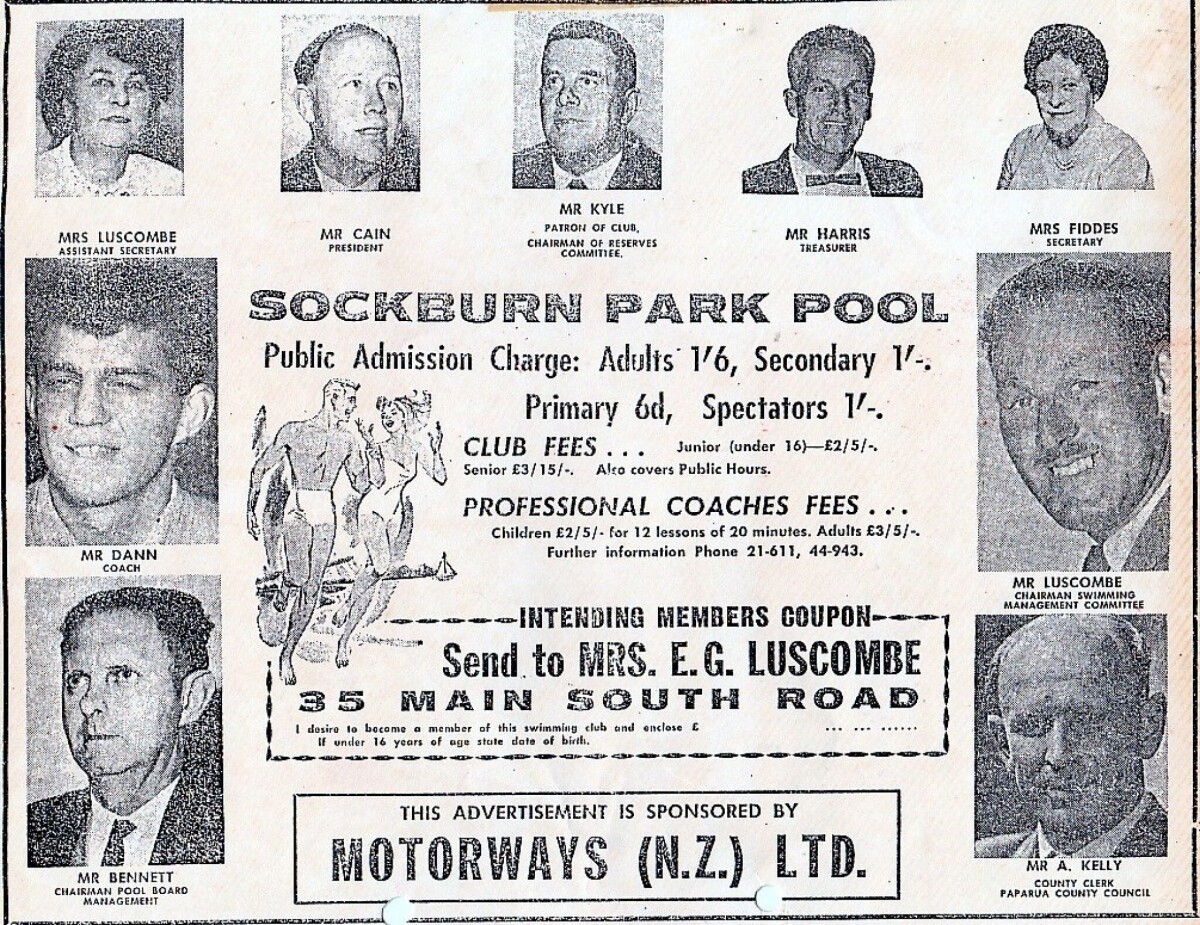 MRS LUSCOMBE
ASSISTANT SECRETARY
MR CAIN
PRESIDENT
MR KYLE
PATRON OF CLUB,
CHAIRMAN OF RESERVES
COMMITTEE.
MR HARRIS
TREASURER
MRS FIDDES
SECRETARY
SOCKBURN PARK POOL
Public Admission Charge: Adults 1'6, Secondary 1'-.
Primary 6d, Spectators 1'-.
CLUB FEES ... Junior (under 16)—£2/5/-.
Senior £3/15/-. Also covers Public Hours.
PROFESSIONAL COACHES FEES ...
Children £2/5/- for 12 lessons of 20 minutes. Adults £3/5/-.
Further information Phone 21-611, 44-943.
MR DANN
COACH
MR LUSCOMBE
CHAIRMAN SWIMMING
MANAGEMENT COMMITTEE
INTENDING MEMBERS COUPON
Send to MRS. E.G. LUSCOMBE
35 MAIN SOUTH ROAD
I desire to become a member of this swimming club and enclose £ ... ... ......
If under 16 years of age state date of birth.
MR BENNETT
CHAIRMAN POOL BOARD
MANAGEMENT
MR A. KELLY
COUNTY CLERK
PAPARUA COUNTY COUNCIL
THIS ADVERTISEMENT IS SPONSORED BY
MOTORWAYS (N.Z.) LTD.